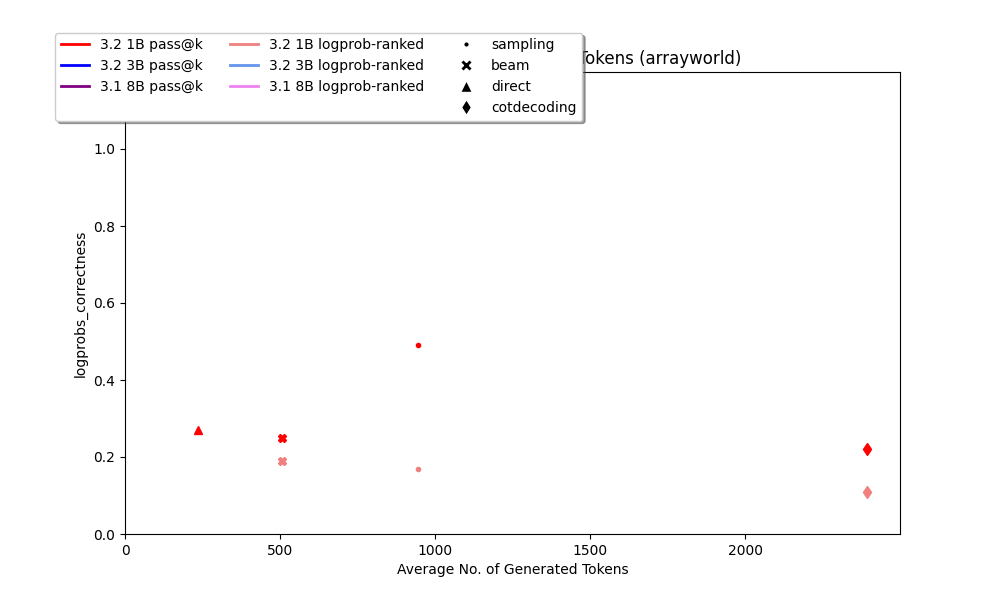 3.2 1B pass@k
3.2 3B pass@k
3.1 8B pass@k
3.2 1B logprob-ranked
3.2 3B logprob-ranked
3.1 8B logprob-ranked
sampling
beam
direct
cotdecoding
Tokens (arrayworld)
logprobs_correctness
1.0
0.8
0.6
0.4
0.2
0.0
0
500
1000
1500
2000
Average No. of Generated Tokens